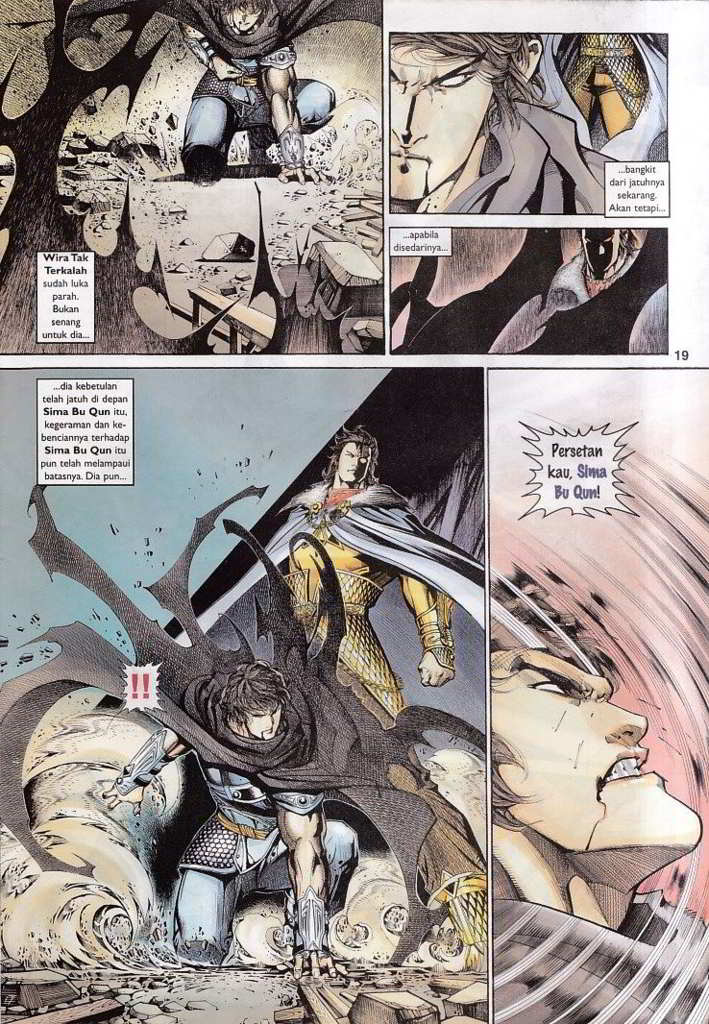 Wira Tak
Terkalah
sudah luka
parah.
Bukan
senang
untuk dia...
...bangkit
dari jatuhnya
sekarang.
Akan tetapi...
...apabila
disedarinya...
19
...dia kebetulan
telah jatuh di depan
Sima Bu Qun itu,
kegeraman dan ke-
benciannya terhadap
Sima Bu Qun itu
pun telah melampaui
batasnya. Dia pun...
!!
Persetan
kau, Sima
Bu Qun!